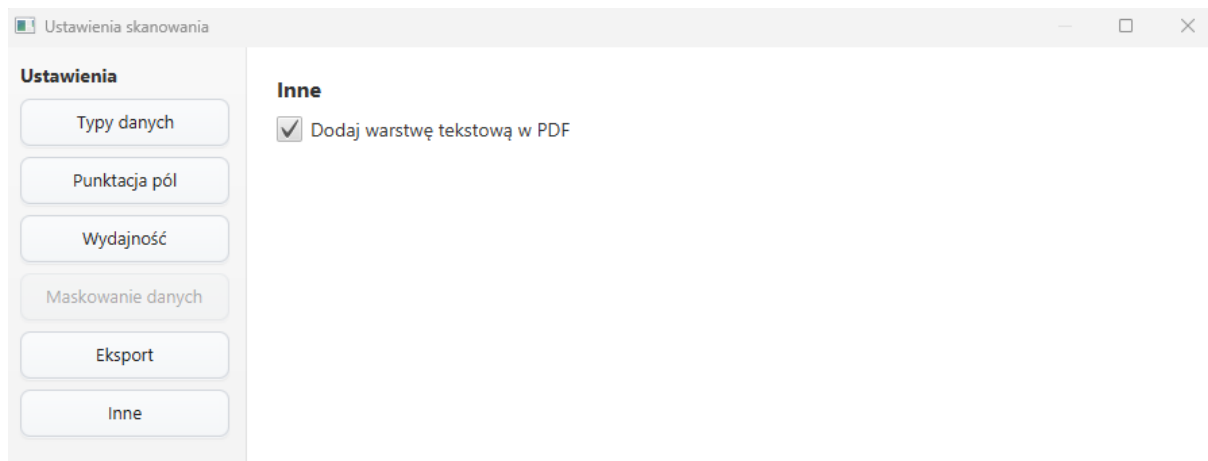 Ustawienia skanowania
Ustawienia
Typy danych
Punktacja pól
Wydajność
Maskowanie danych
Eksport
Inne
Inne
Dodaj warstwę tekstową w PDF